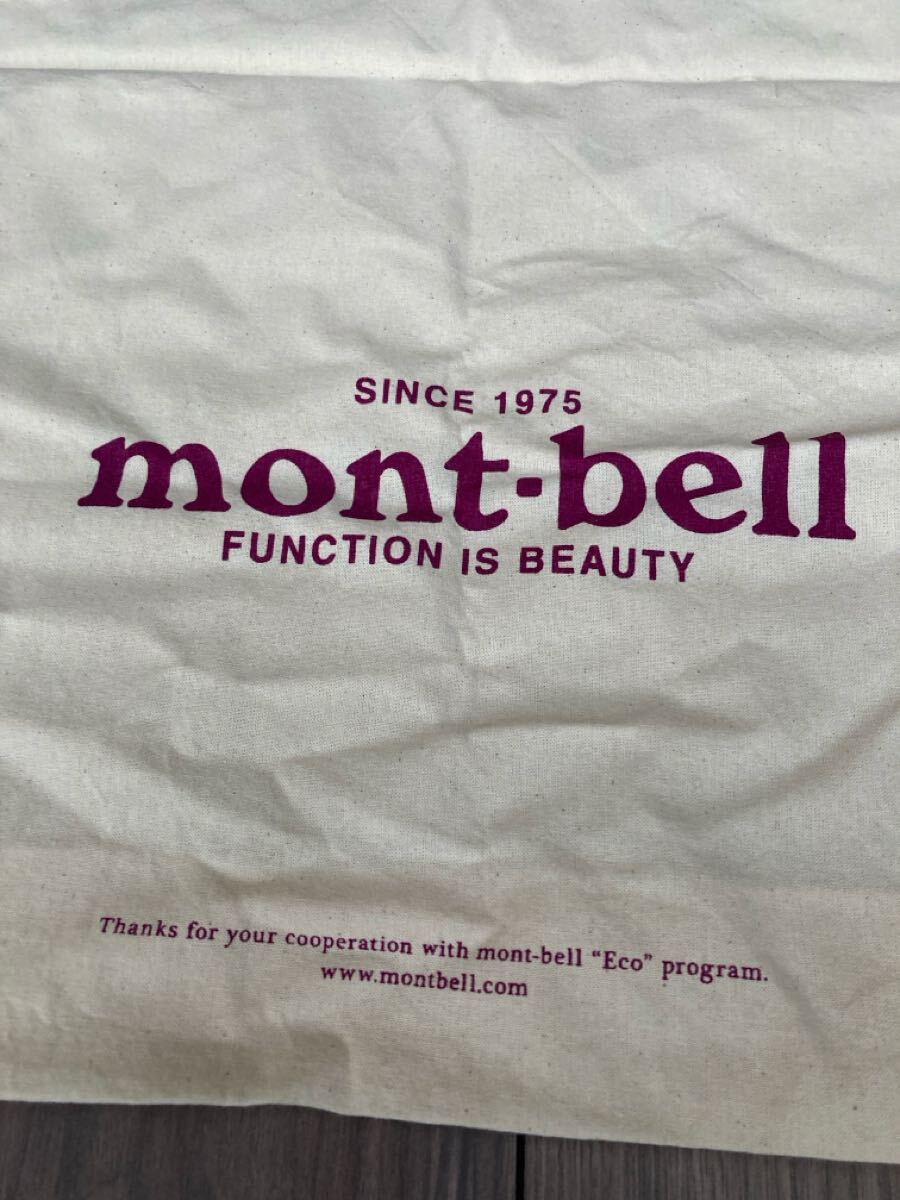 SINCE 1975
mont-bell
FUNCTION IS BEAUTY
Thanks for your cooperation with mont-bell “Eco” program.
www.montbell.com